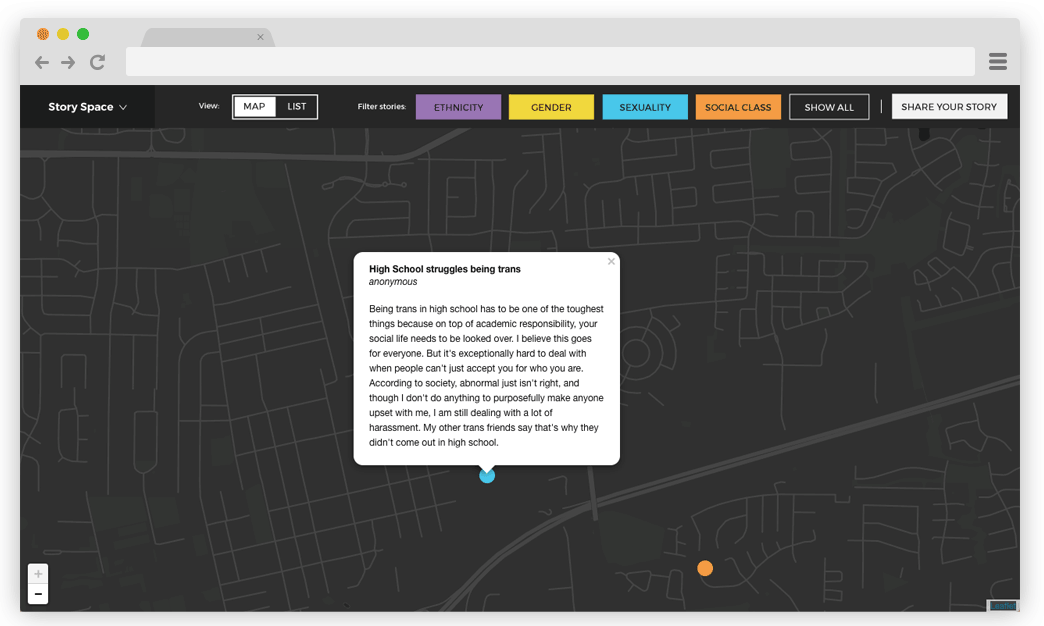 Story Space
View:
MAP
LIST
Filter stories:
ETHNICITY
GENDER
SEXUALITY
SOCIAL CLASS
SHOW ALL
SHARE YOUR STORY
High School struggles being trans
anonymous
Being trans in high school has to be one of the toughest
things because on top of academic responsibility, your
social life needs to be looked over. I believe this goes
for everyone. But it's exceptionally hard to deal with
when people can't just accept you for who you are.
According to society, abnormal just isn't right, and
though I don't do anything to purposefully make anyone
upset with me, I am still dealing with a lot of
harassment. My other trans friends say that's why they
didn't come out in high school.
+
-
Leaflet